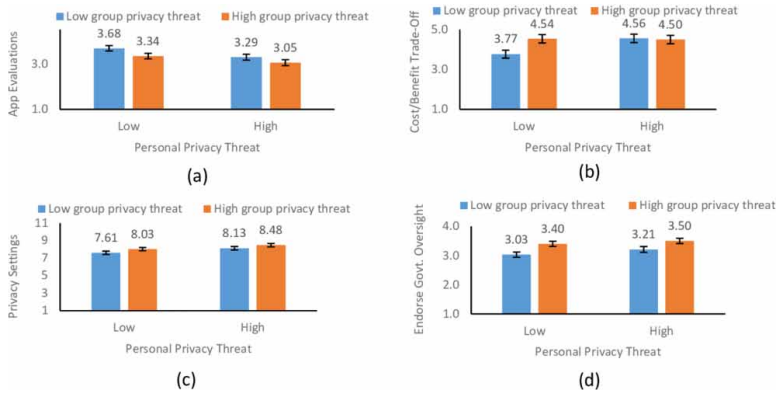 Low group privacy threat High group privacy threat
App Evaluations
3.0
1.0
3.68
3.34
3.29
3.05
Low High
Personal Privacy Threat
(a)
Low group privacy threat High group privacy threat
Cost/Benefit Trade-Off
5.0
3.0
1.0
3.77
4.54
4.56
4.50
Low High
Personal Privacy Threat
(b)
Low group privacy threat High group privacy threat
Privacy Settings
11
9
7
5
3
1
7.61
8.03
8.13
8.48
Low High
Personal Privacy Threat
(c)
Low group privacy threat High group privacy threat
Endorse Govt. Oversight
4.0
3.0
2.0
1.0
3.03
3.40
3.21
3.50
Low High
Personal Privacy Threat
(d)